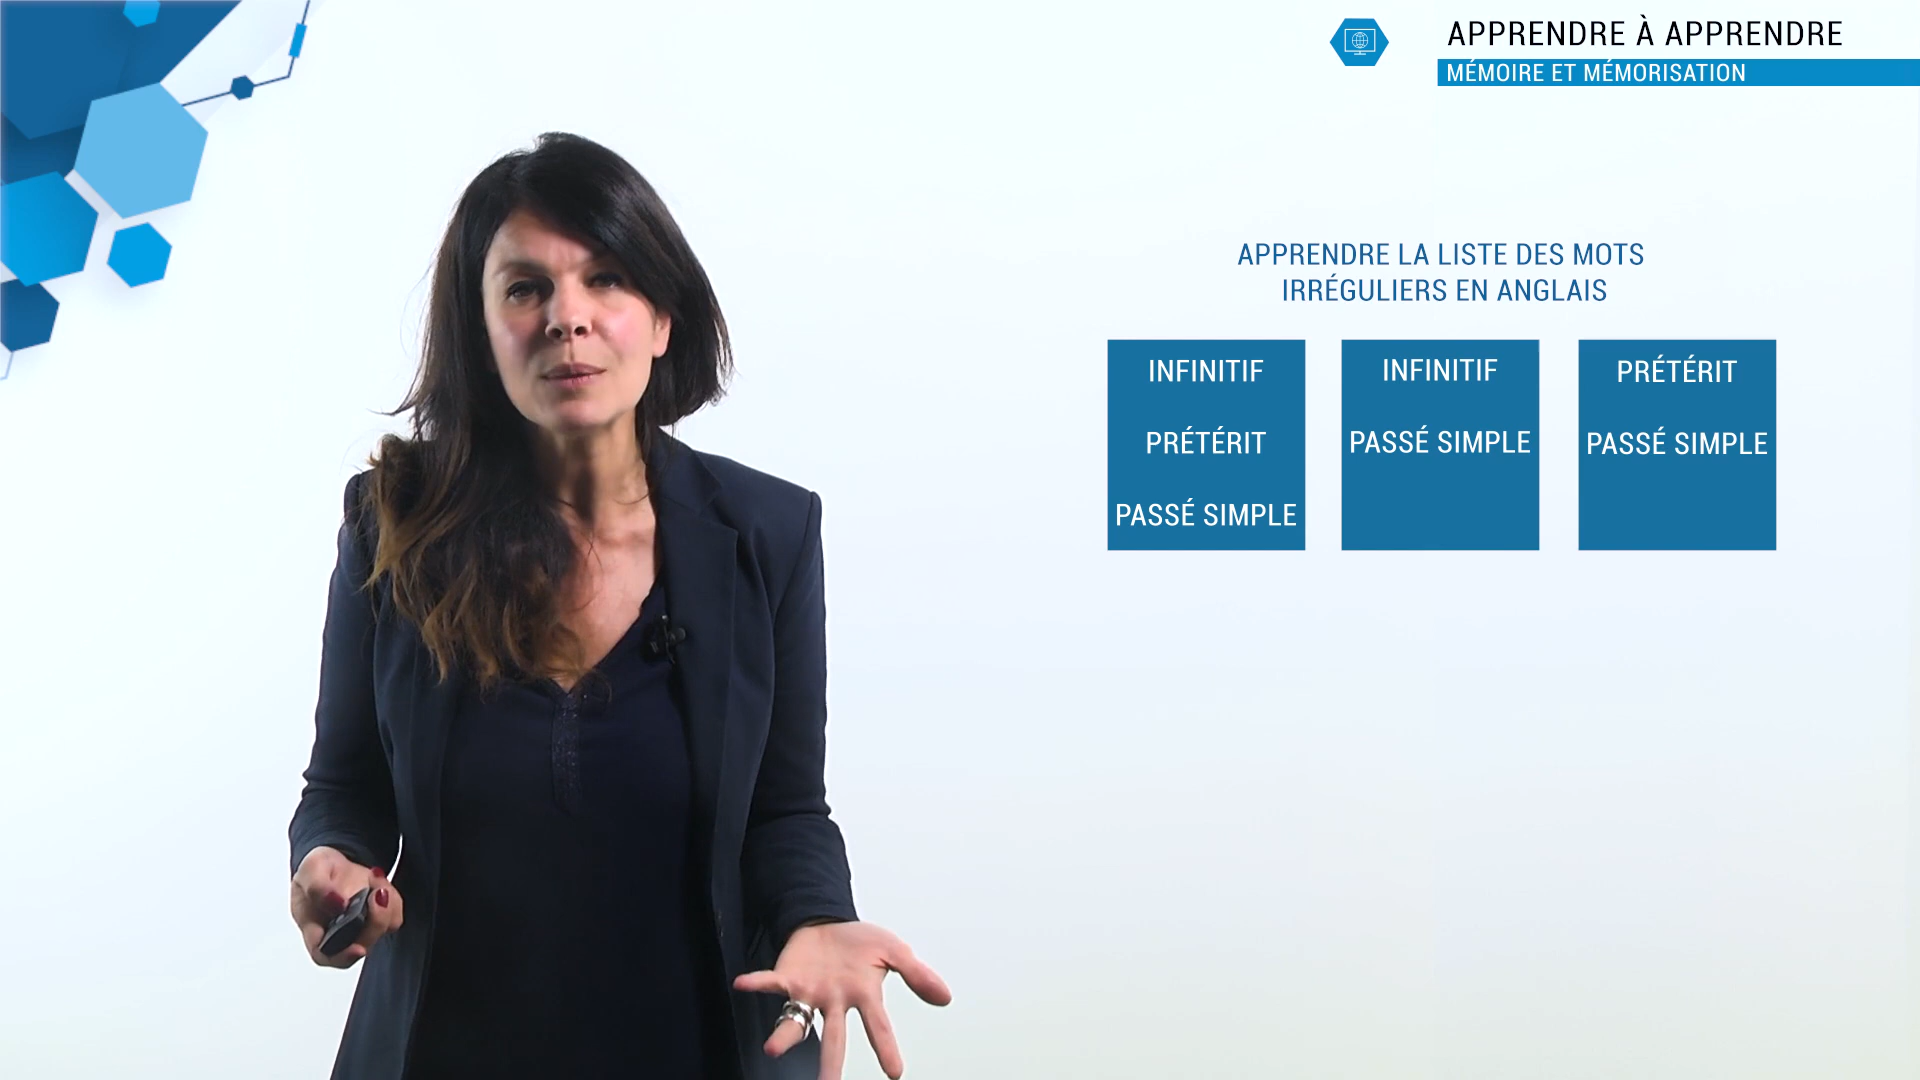 APPRENDRE À APPRENDRE
MÉMOIRE ET MÉMORISATION
APPRENDRE LA LISTE DES MOTS
IRRÉGULIERS EN ANGLAIS
INFINITIF
PRÉTÉRIT
PASSÉ SIMPLE
INFINITIF
PASSÉ SIMPLE
PRÉTÉRIT
PASSÉ SIMPLE